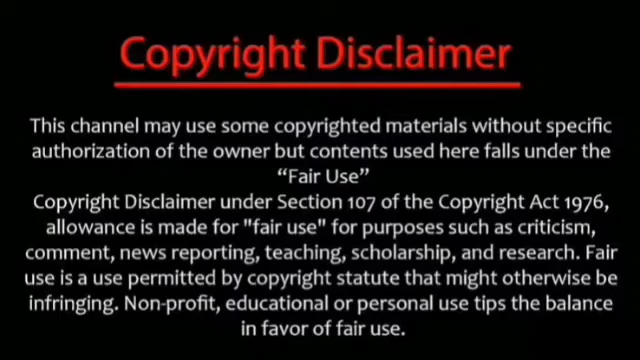 Copyright Disclaimer
This channel may use some copyrighted materials without specific
authorization of the owner but contents used here falls under the
“Fair Use”
Copyright Disclaimer under Section 107 of the Copyright Act 1976,
allowance is made for "fair use" for purposes such as criticism,
comment, news reporting, teaching, scholarship, and research. Fair
use is a use permitted by copyright statute that might otherwise be
infringing. Non-profit, educational or personal use tips the balance
in favor of fair use.